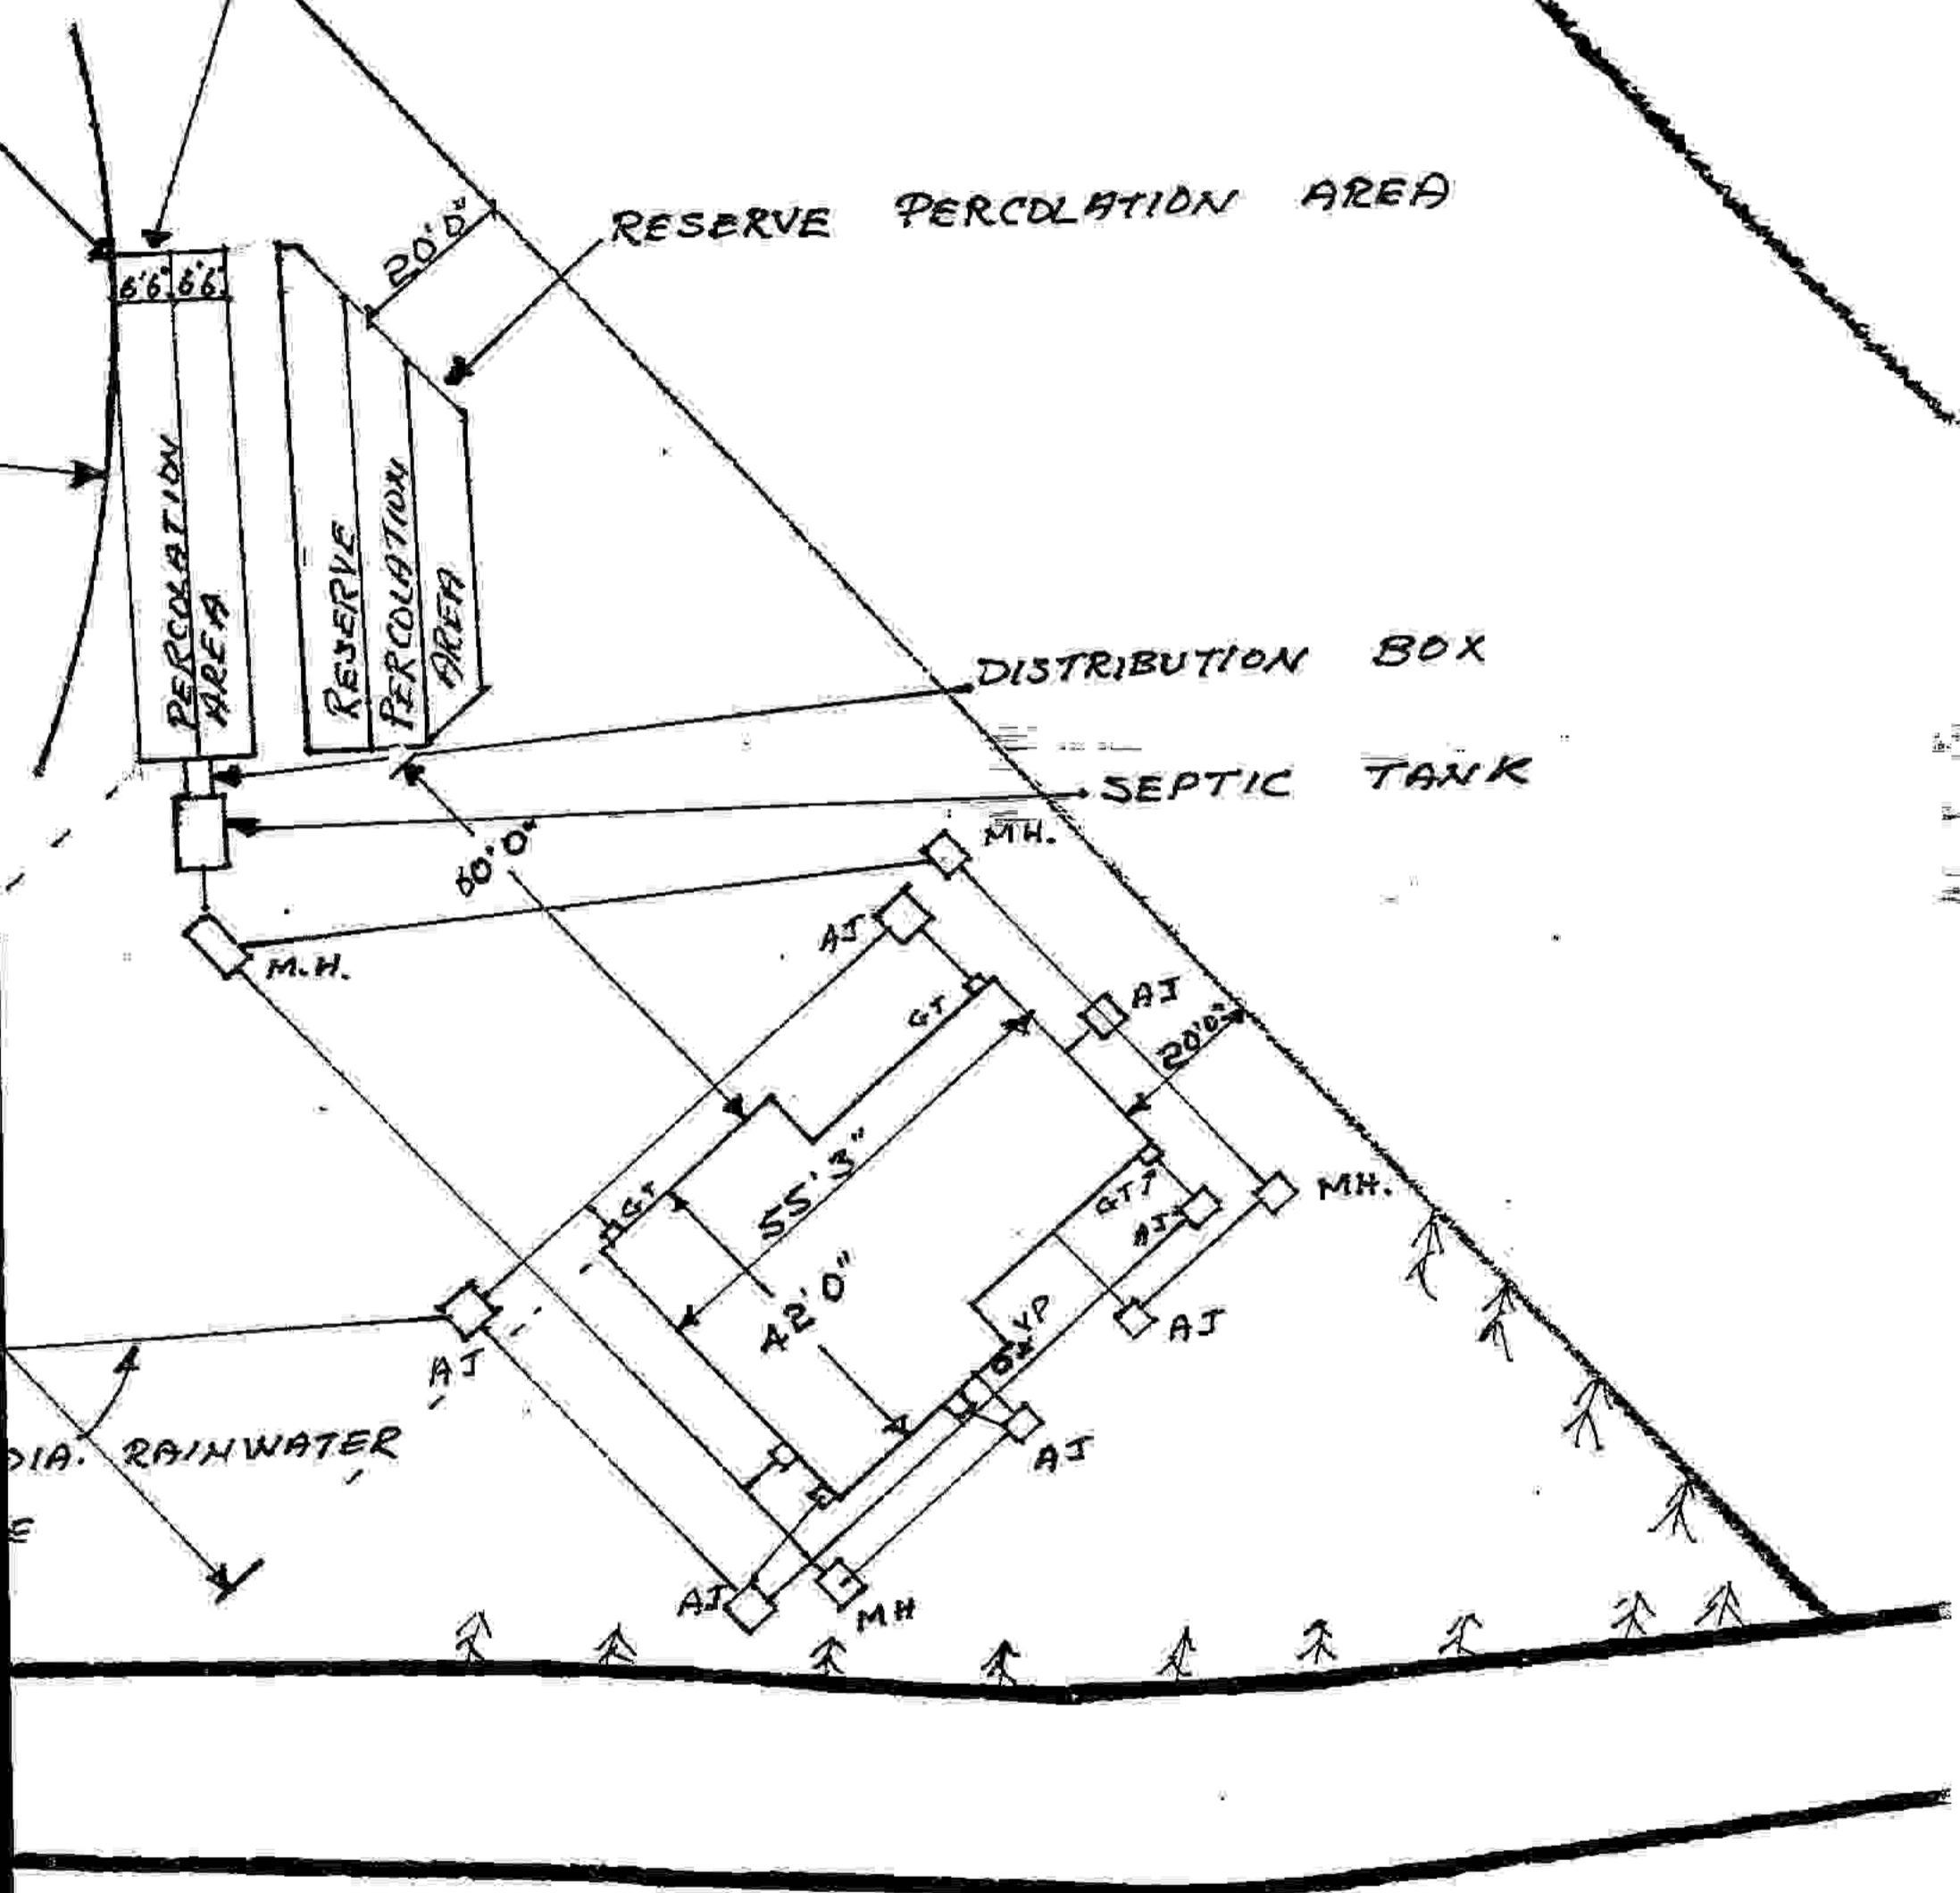 RESERVE PERCOLATION AREA
20'0"
6'6" 6'6"
PERCOLATION
AREA
RESERVE
PERCOLATION
AREA
DISTRIBUTION BOX
SEPTIC TANK
60'0"
MH.
M.H.
AJ
GT
AJ
20'0"
GT
55'3"
42'0"
GTJ
AJ
MH.
VP
AJ
AJ
AJ
DIA. RAINWATER
AJ
MH